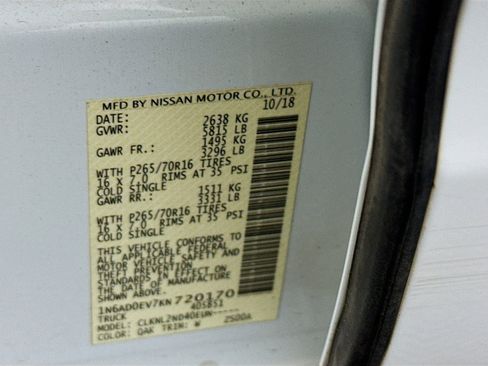 MFD BY NISSAN MOTOR CO., LTD.
DATE: 10/18
GVWR: 2638 KG
5815 LB
GAWR FR.: 1495 KG
3296 LB
WITH P265/70R16 TIRES
16 X 7.0 RIMS AT 35 PSI
COLD SINGLE
GAWR RR.: 1511 KG
3331 LB
WITH P265/70R16 TIRES
16 X 7.0 RIMS AT 35 PSI
COLD SINGLE
THIS VEHICLE CONFORMS TO
ALL APPLICABLE FEDERAL
MOTOR VEHICLE SAFETY AND
THEFT PREVENTION
STANDARDS IN EFFECT ON
THE DATE OF MANUFACTURE
SHOWN ABOVE.
1N6AD0EV7KN 720170
TRUCK 405851
MODEL: CLKNL2ND40EUN-----
COLOR: QAK TRIM: W 2SDDA